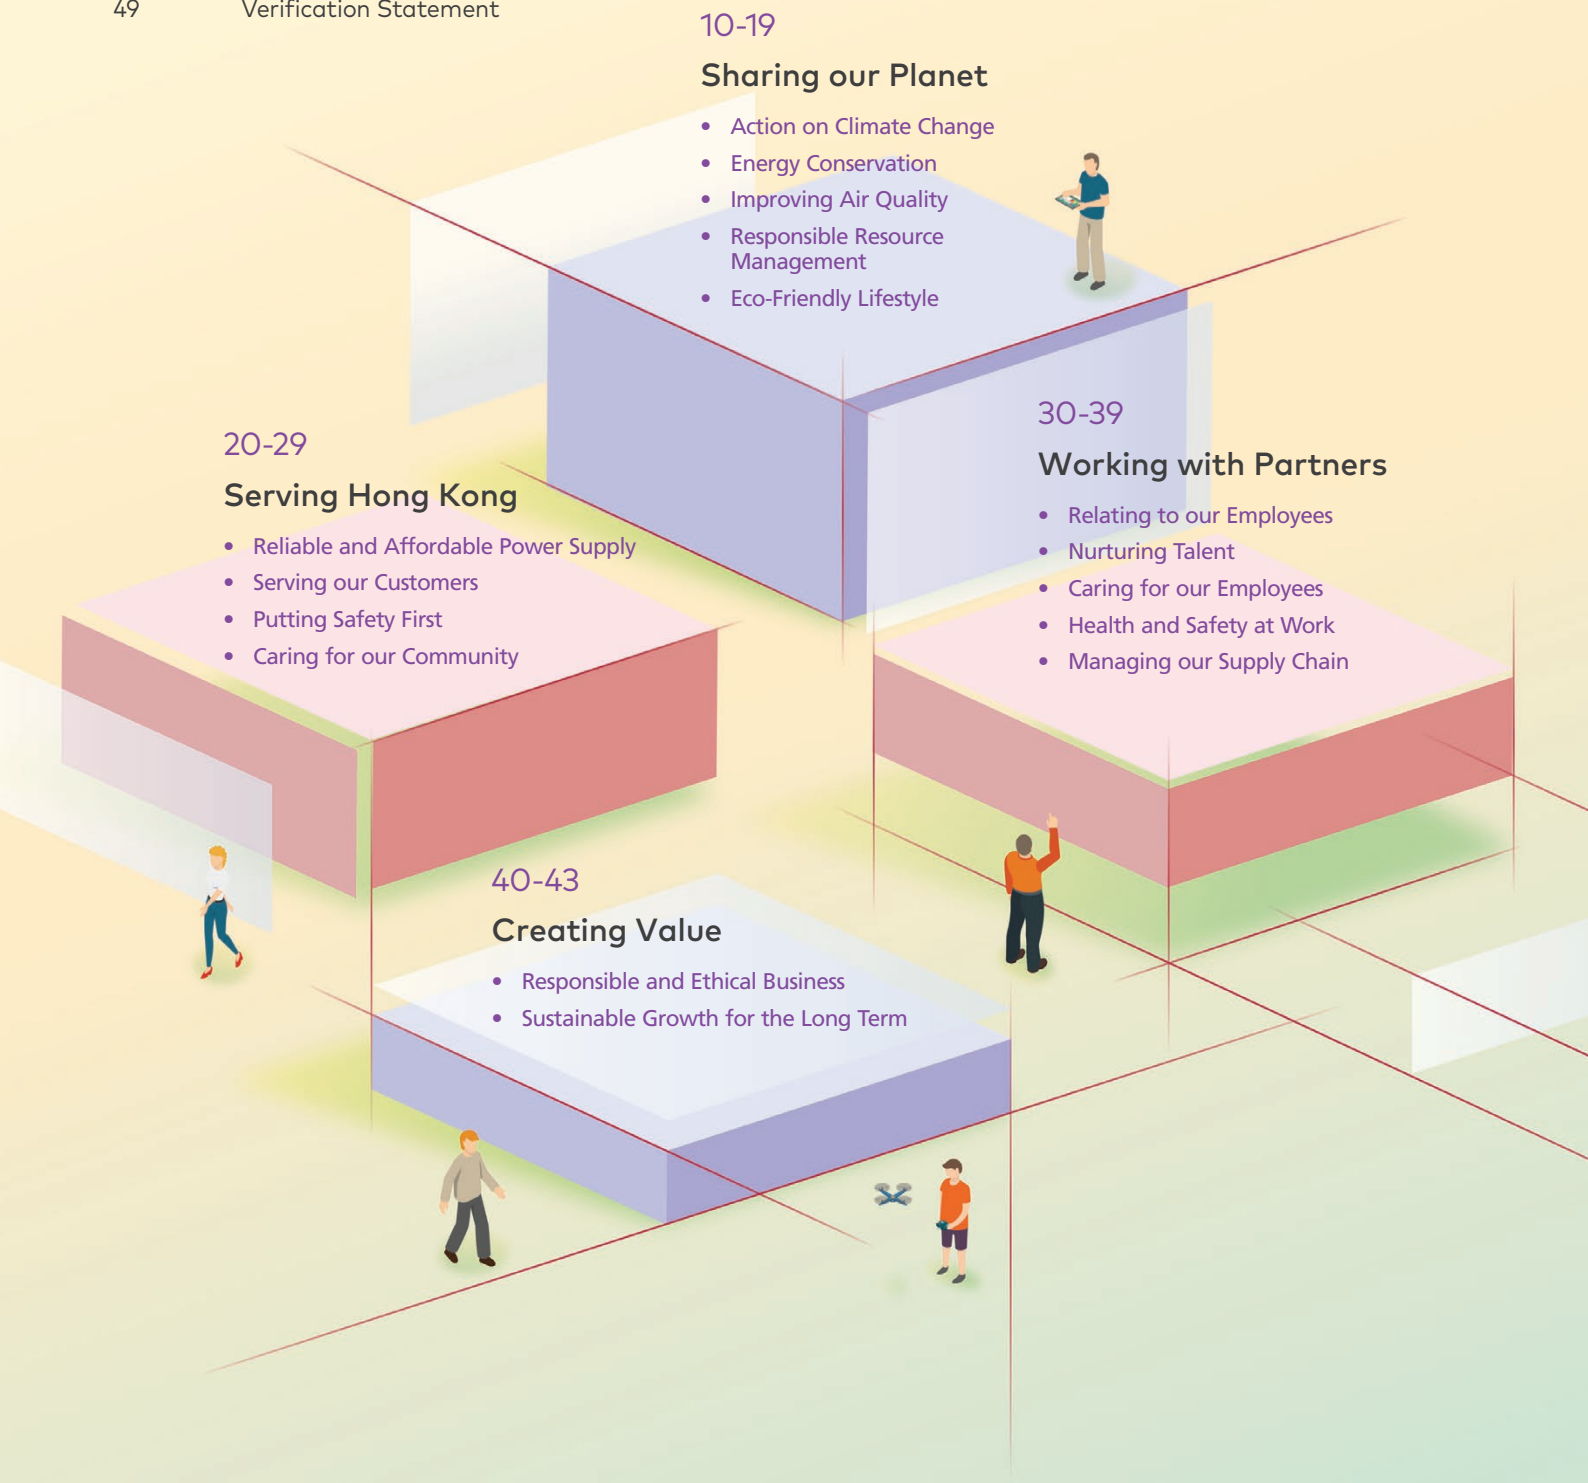 49 Verification Statement
10-19
Sharing our Planet
• Action on Climate Change
• Energy Conservation
• Improving Air Quality
• Responsible Resource
Management
• Eco-Friendly Lifestyle
20-29
Serving Hong Kong
• Reliable and Affordable Power Supply
• Serving our Customers
• Putting Safety First
• Caring for our Community
30-39
Working with Partners
• Relating to our Employees
• Nurturing Talent
• Caring for our Employees
• Health and Safety at Work
• Managing our Supply Chain
40-43
Creating Value
• Responsible and Ethical Business
• Sustainable Growth for the Long Term